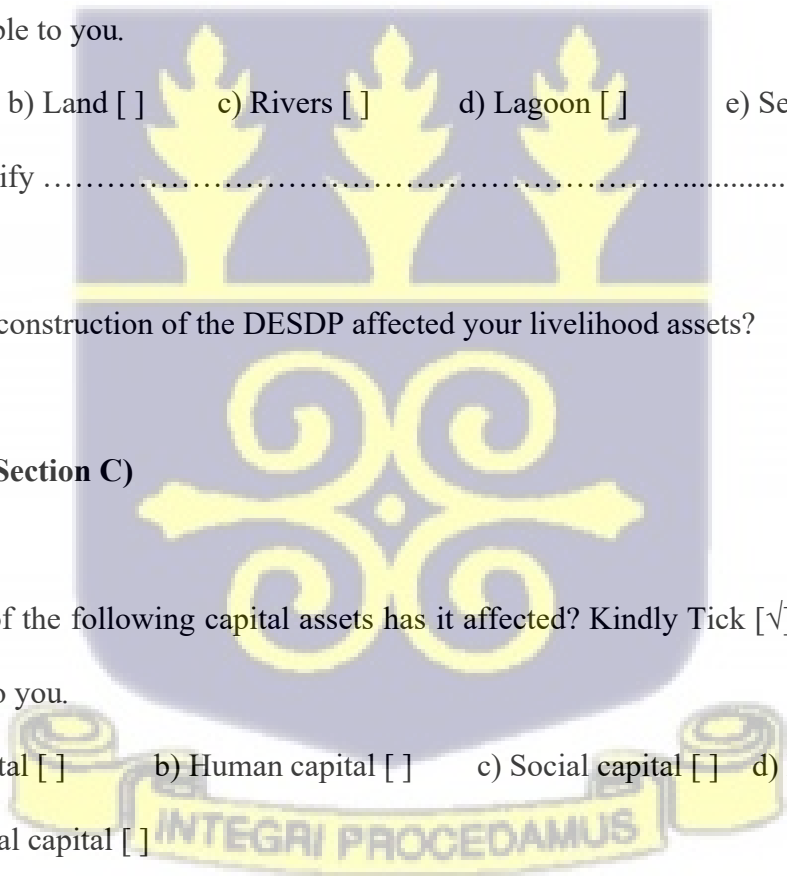 ble to you.
b) Land [ ] c) Rivers [ ] d) Lagoon [ ] e) Se
ify ……………………………………………………..............
construction of the DESDP affected your livelihood assets?
Section C)
of the following capital assets has it affected? Kindly Tick [√]
o you.
tal [ ] b) Human capital [ ] c) Social capital [ ] d)
al capital [ ]
INTEGRI PROCEDAMUS